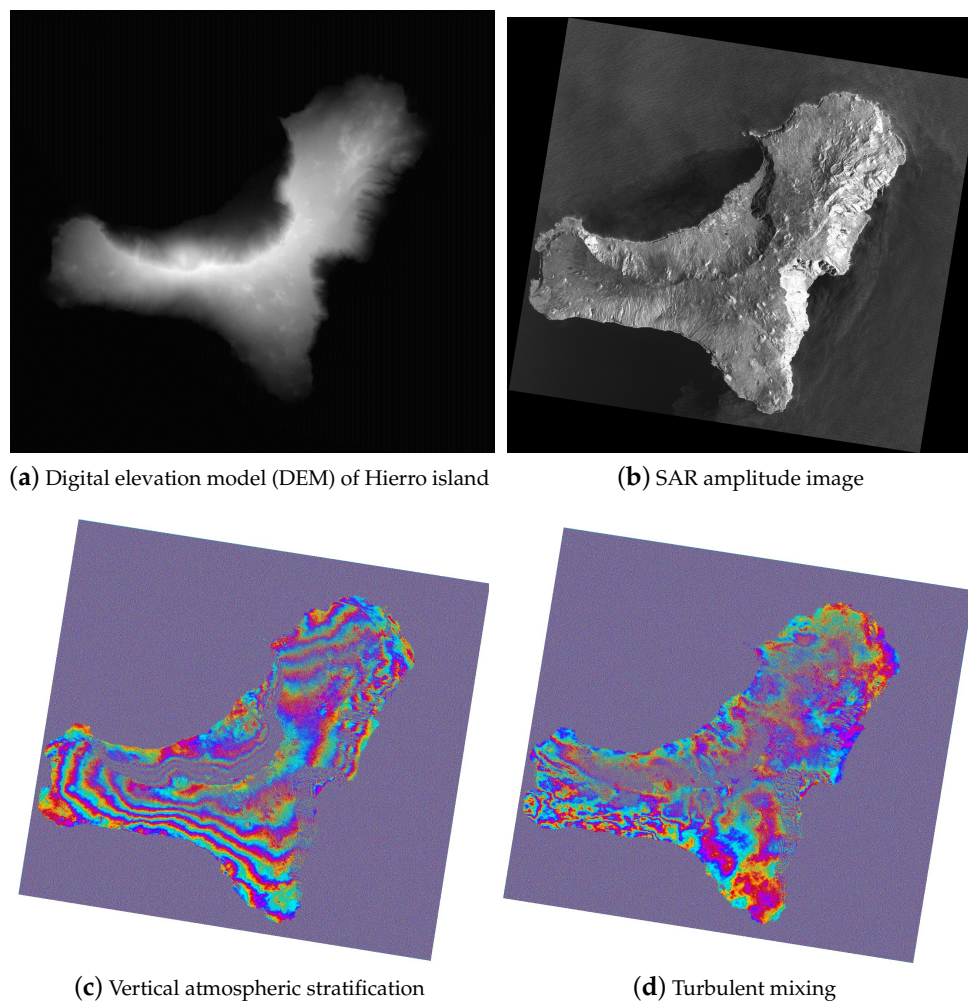 (a) Digital elevation model (DEM) of Hierro island
(b) SAR amplitude image
(c) Vertical atmospheric stratification
(d) Turbulent mixing